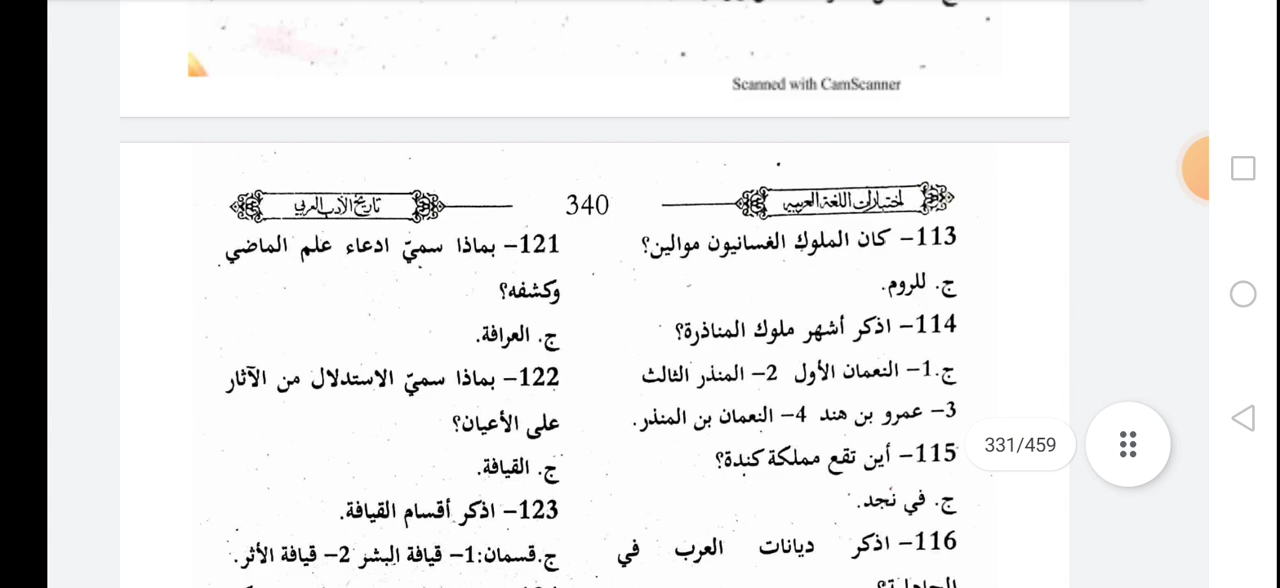 Scanned with CamScanner
اختبارات اللغة العربية
340
تاريخ الأدب العربي
113- كان الملوك الغسانيون موالين؟
ج. للروم.
114- اذكر أشهر ملوك المناذرة؟
ج.1- النعمان الأول 2- المنذر الثالث
3- عمرو بن هند 4- النعمان بن المنذر.
115- أين تقع مملكة كندة؟
ج. في نجد.
116- اذكر ديانات العرب في
121- بماذا سميّ ادعاء علم الماضي
وكشفه؟
ج. العرافة.
122- بماذا سميّ الاستدلال من الآثار
على الأعيان؟
ج. القيافة.
123- اذكر أقسام القيافة.
ج.قسمان:1- قيافة البشر 2- قيافة الأثر.
331/459